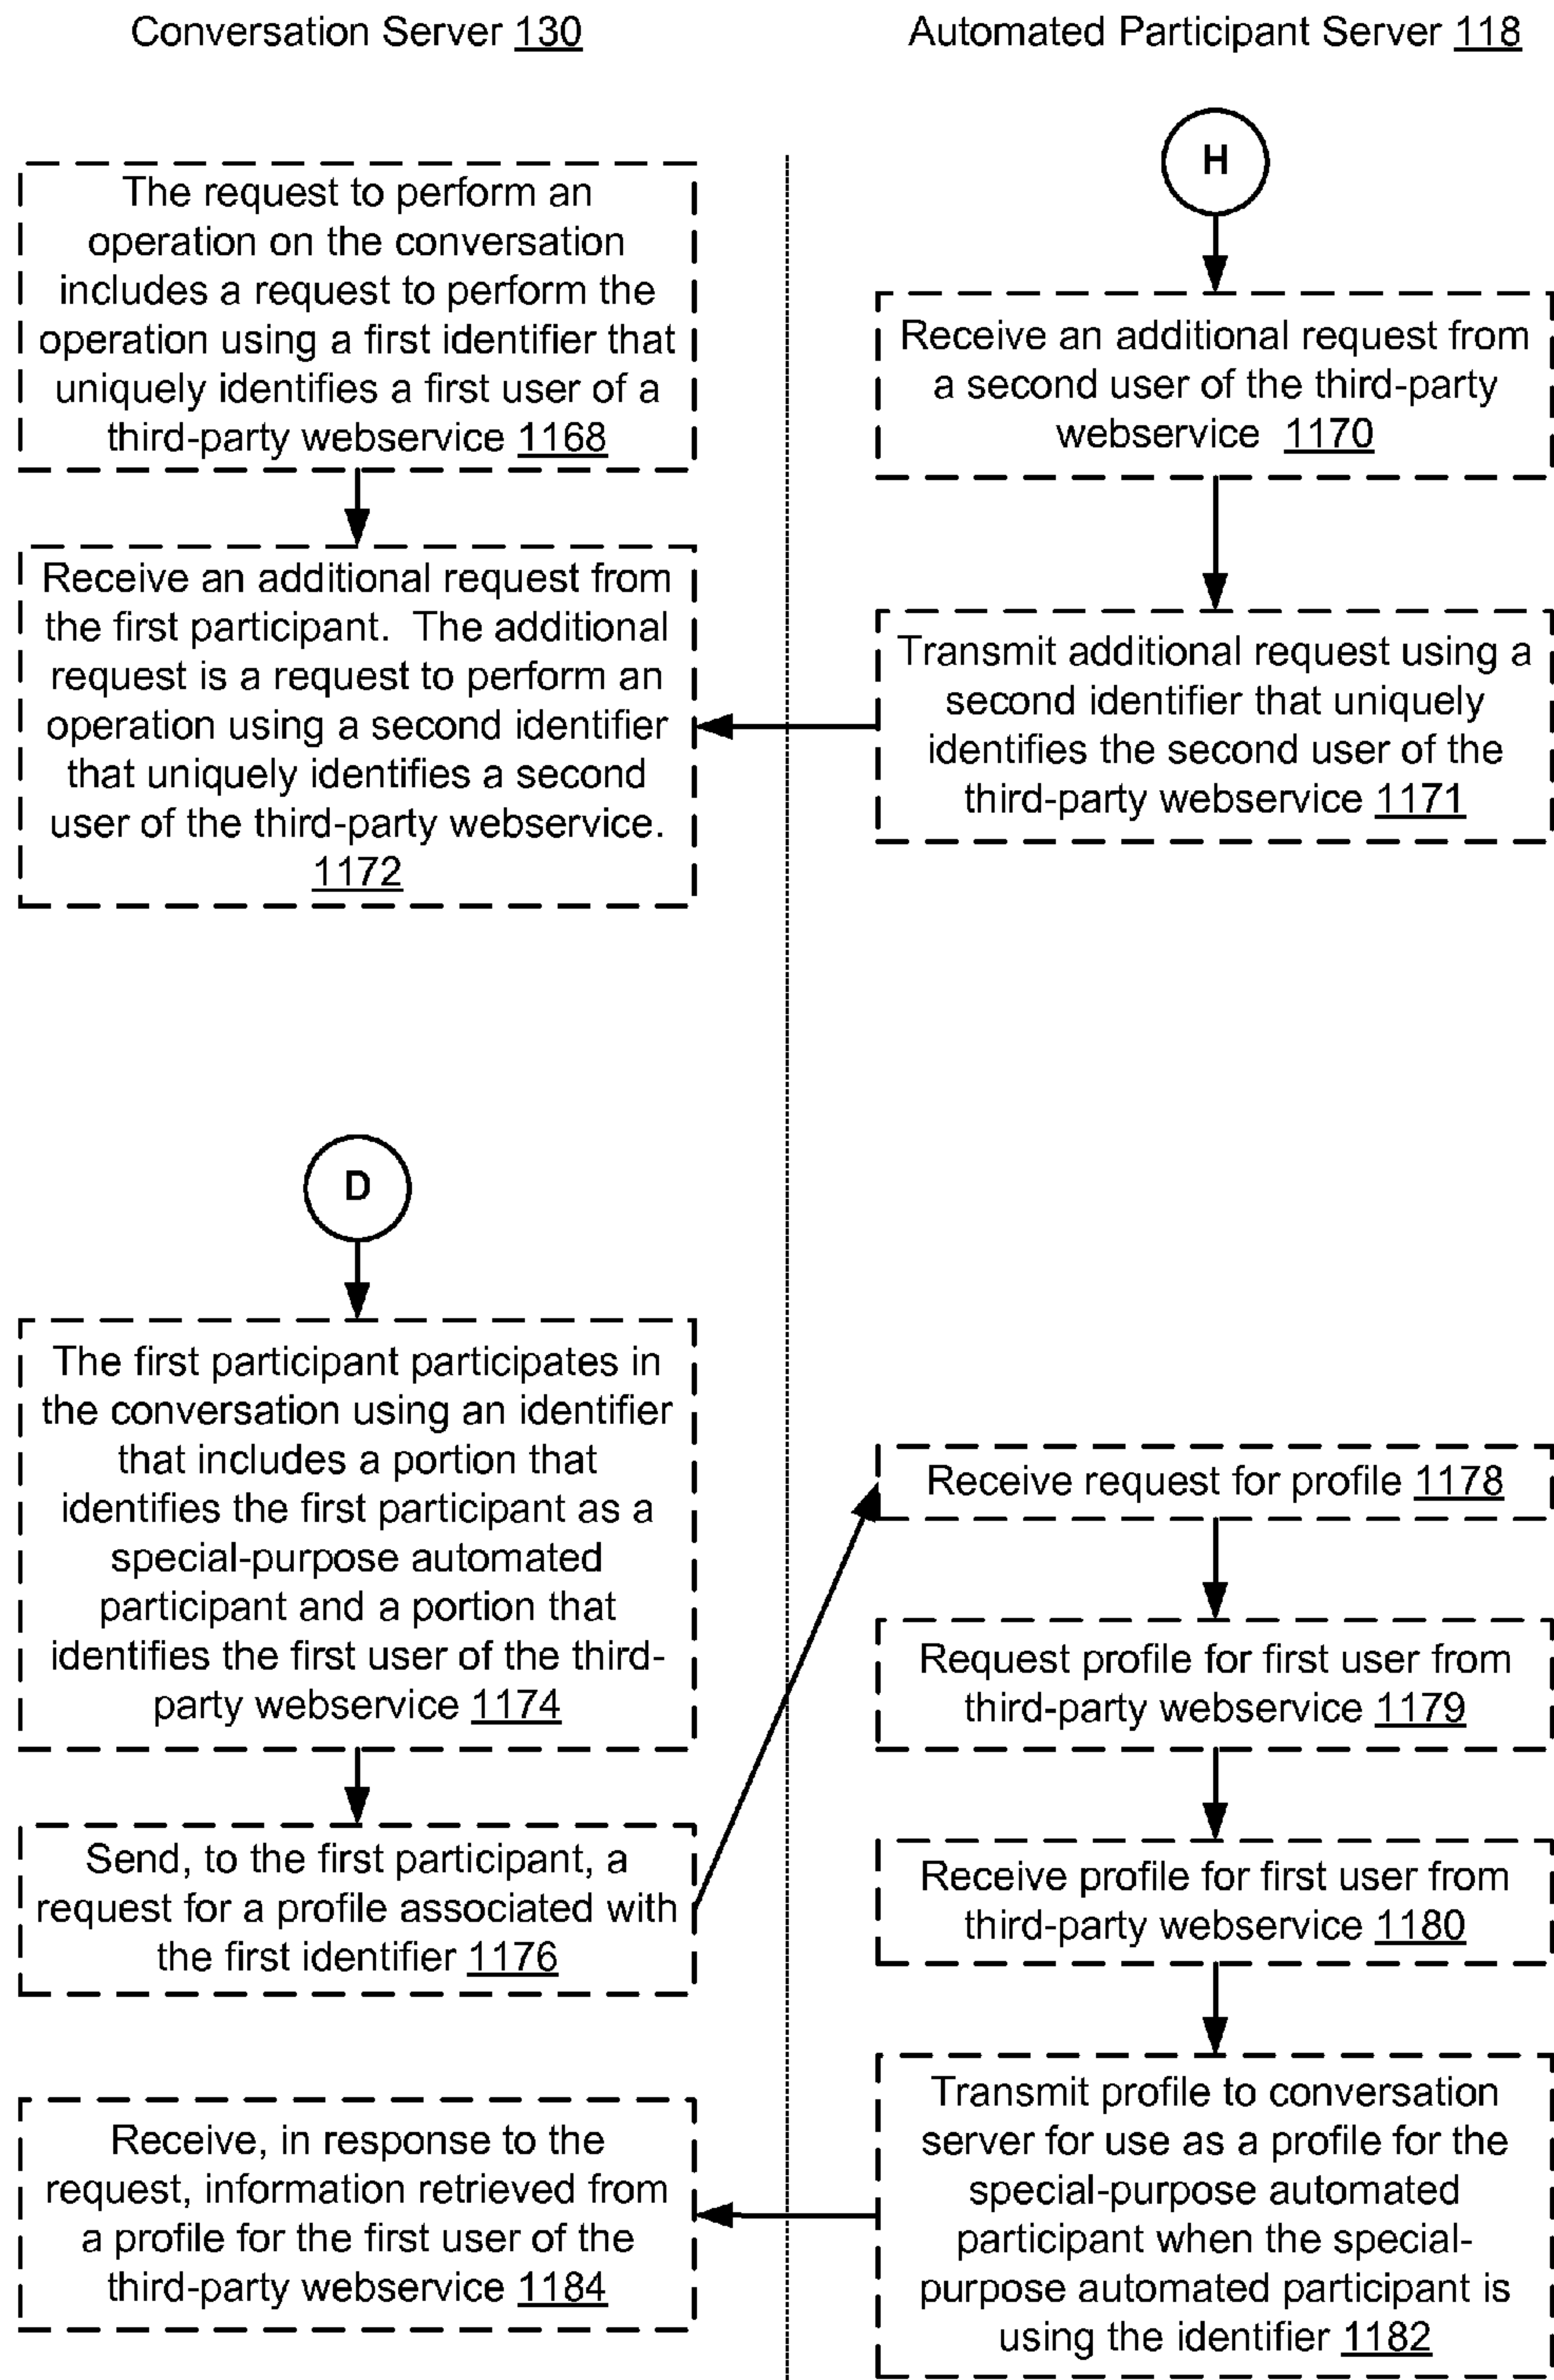 Conversation Server 130
Automated Participant Server 118
The request to perform an
operation on the conversation
includes a request to perform the
operation using a first identifier that
uniquely identifies a first user of a
third-party webservice 1168
Receive an additional request from
the first participant. The additional
request is a request to perform an
operation using a second identifier
that uniquely identifies a second
user of the third-party webservice.
1172
H
Receive an additional request from
a second user of the third-party
webservice 1170
Transmit additional request using a
second identifier that uniquely
identifies the second user of the
third-party webservice 1171
D
The first participant participates in
the conversation using an identifier
that includes a portion that
identifies the first participant as a
special-purpose automated
participant and a portion that
identifies the first user of the third-
party webservice 1174
Send, to the first participant, a
request for a profile associated with
the first identifier 1176
Receive request for profile 1178
Request profile for first user from
third-party webservice 1179
Receive profile for first user from
third-party webservice 1180
Transmit profile to conversation
server for use as a profile for the
special-purpose automated
participant when the special-
purpose automated participant is
using the identifier 1182
Receive, in response to the
request, information retrieved from
a profile for the first user of the
third-party webservice 1184